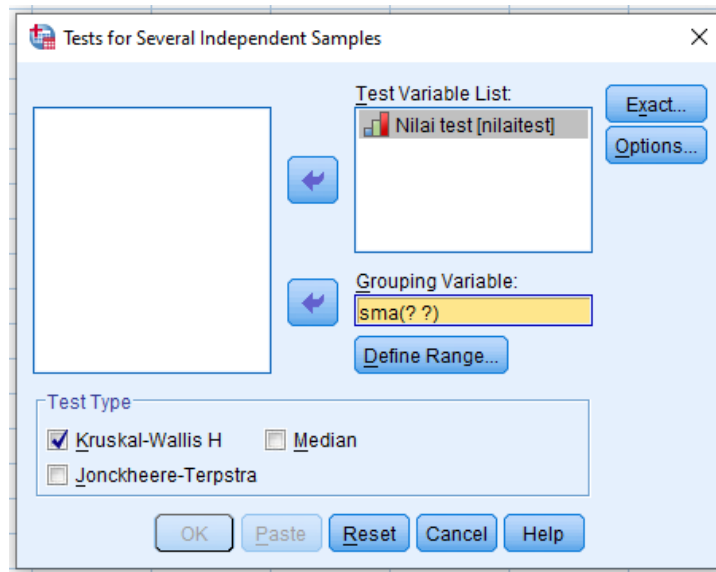 Tests for Several Independent Samples
Test Variable List:
Nilai test [nilaitest]
Exact...
Options...
Grouping Variable:
sma(? ?)
Define Range...
Test Type
Kruskal-Wallis H Median
Jonckheere-Terpstra
OK Paste Reset Cancel Help